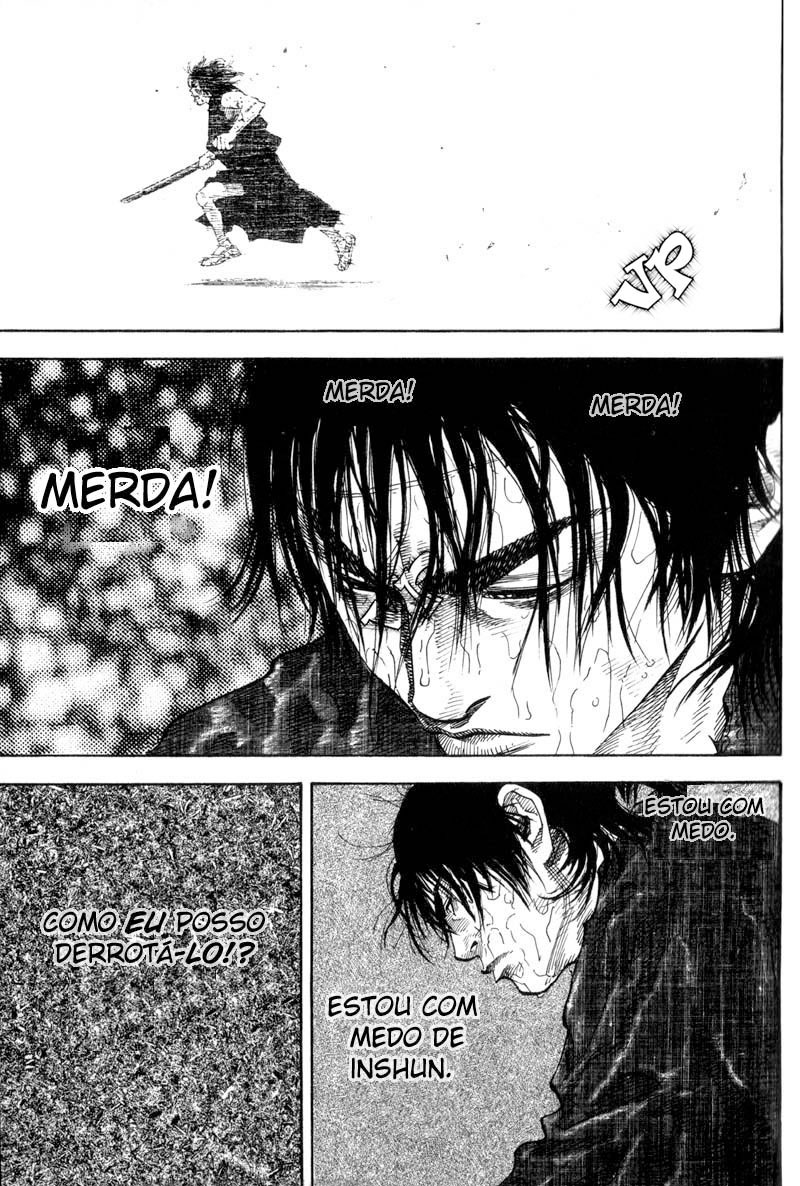 VP
MERDA!
MERDA!
MERDA!
ESTOU COM
MEDO.
ESTOU COM
MEDO DE
INSHUN.
COMO EU POSSO
DERROTÁ-LO!?